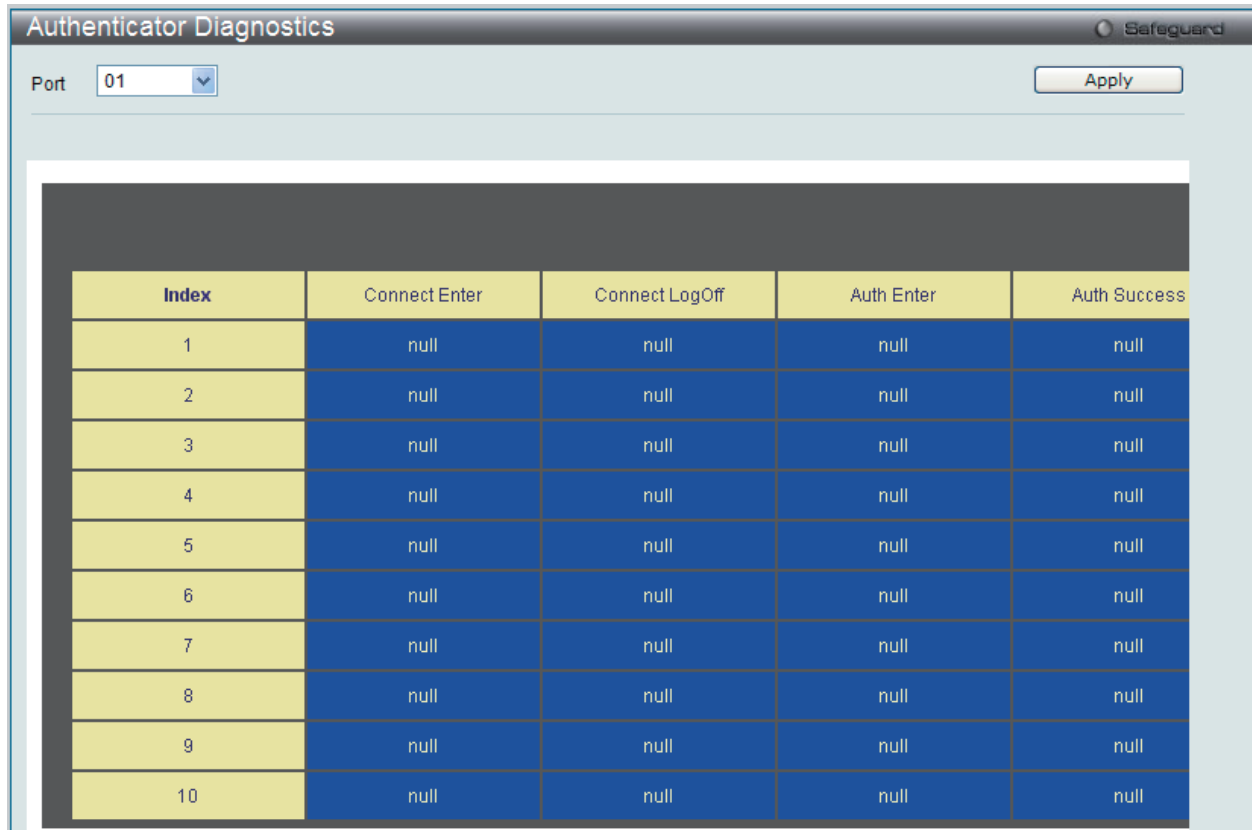 Authenticator Diagnostics Safeguard
Port 01 Apply
Index Connect Enter Connect LogOff Auth Enter Auth Success
1 null null null null
2 null null null null
3 null null null null
4 null null null null
5 null null null null
6 null null null null
7 null null null null
8 null null null null
9 null null null null
10 null null null null